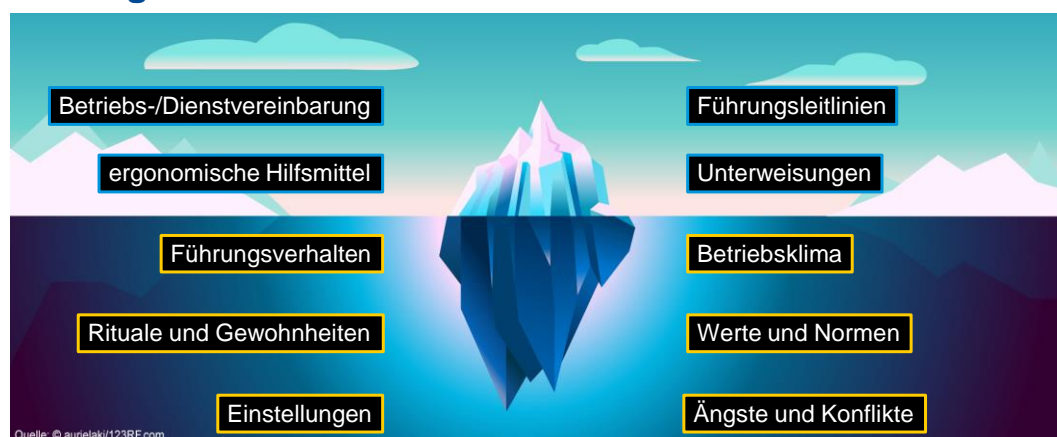 Betriebs-/Dienstvereinbarung
Führungsleitlinien
ergonomische Hilfsmittel
Unterweisungen
Führungsverhalten
Betriebsklima
Rituale und Gewohnheiten
Werte und Normen
Einstellungen
Ängste und Konflikte
Quelle: © aurielaki/123RF.com